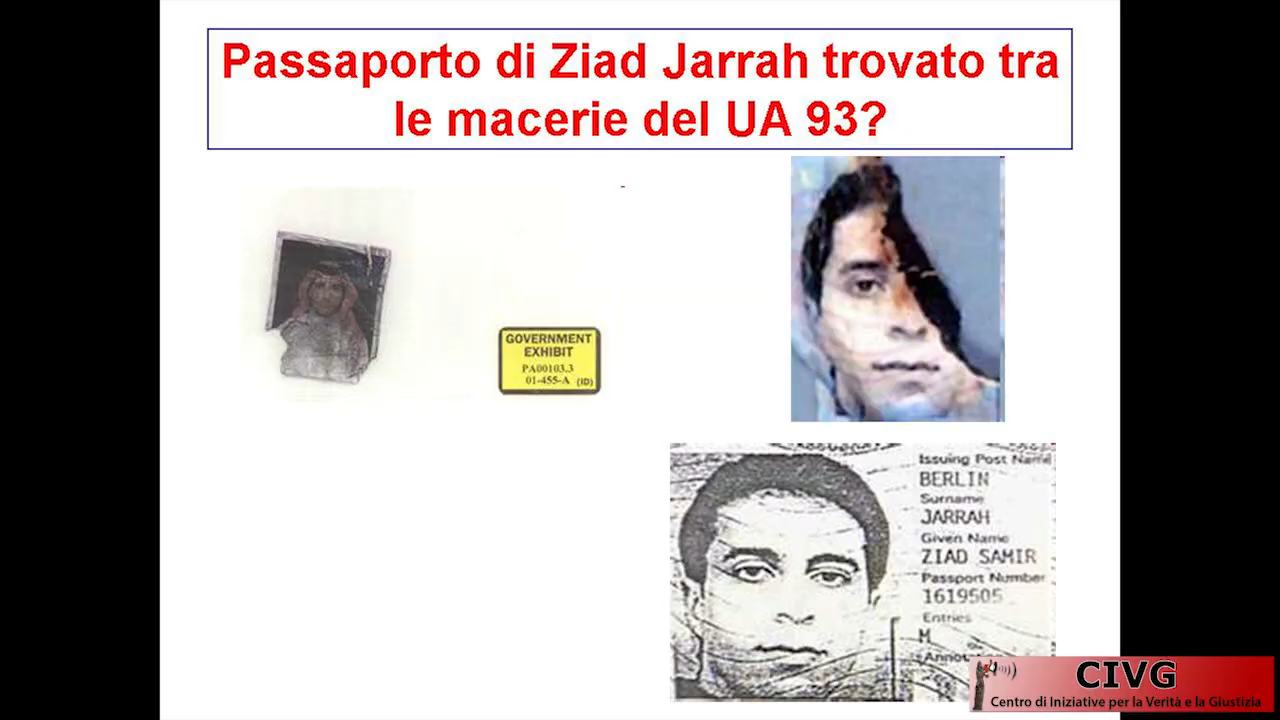 Passaporto di Ziad Jarrah trovato tra
le macerie del UA 93?
-
GOVERNMENT
EXHIBIT
PA00103.3
01-455-A (ID)
Issuing Post Name
BERLIN
Surname
JARRAH
Given Name
ZIAD SAMIR
Passport Number
1619505
Entries
M
Annot
CIVG
Centro di Iniziative per la Verità e la Giustizia